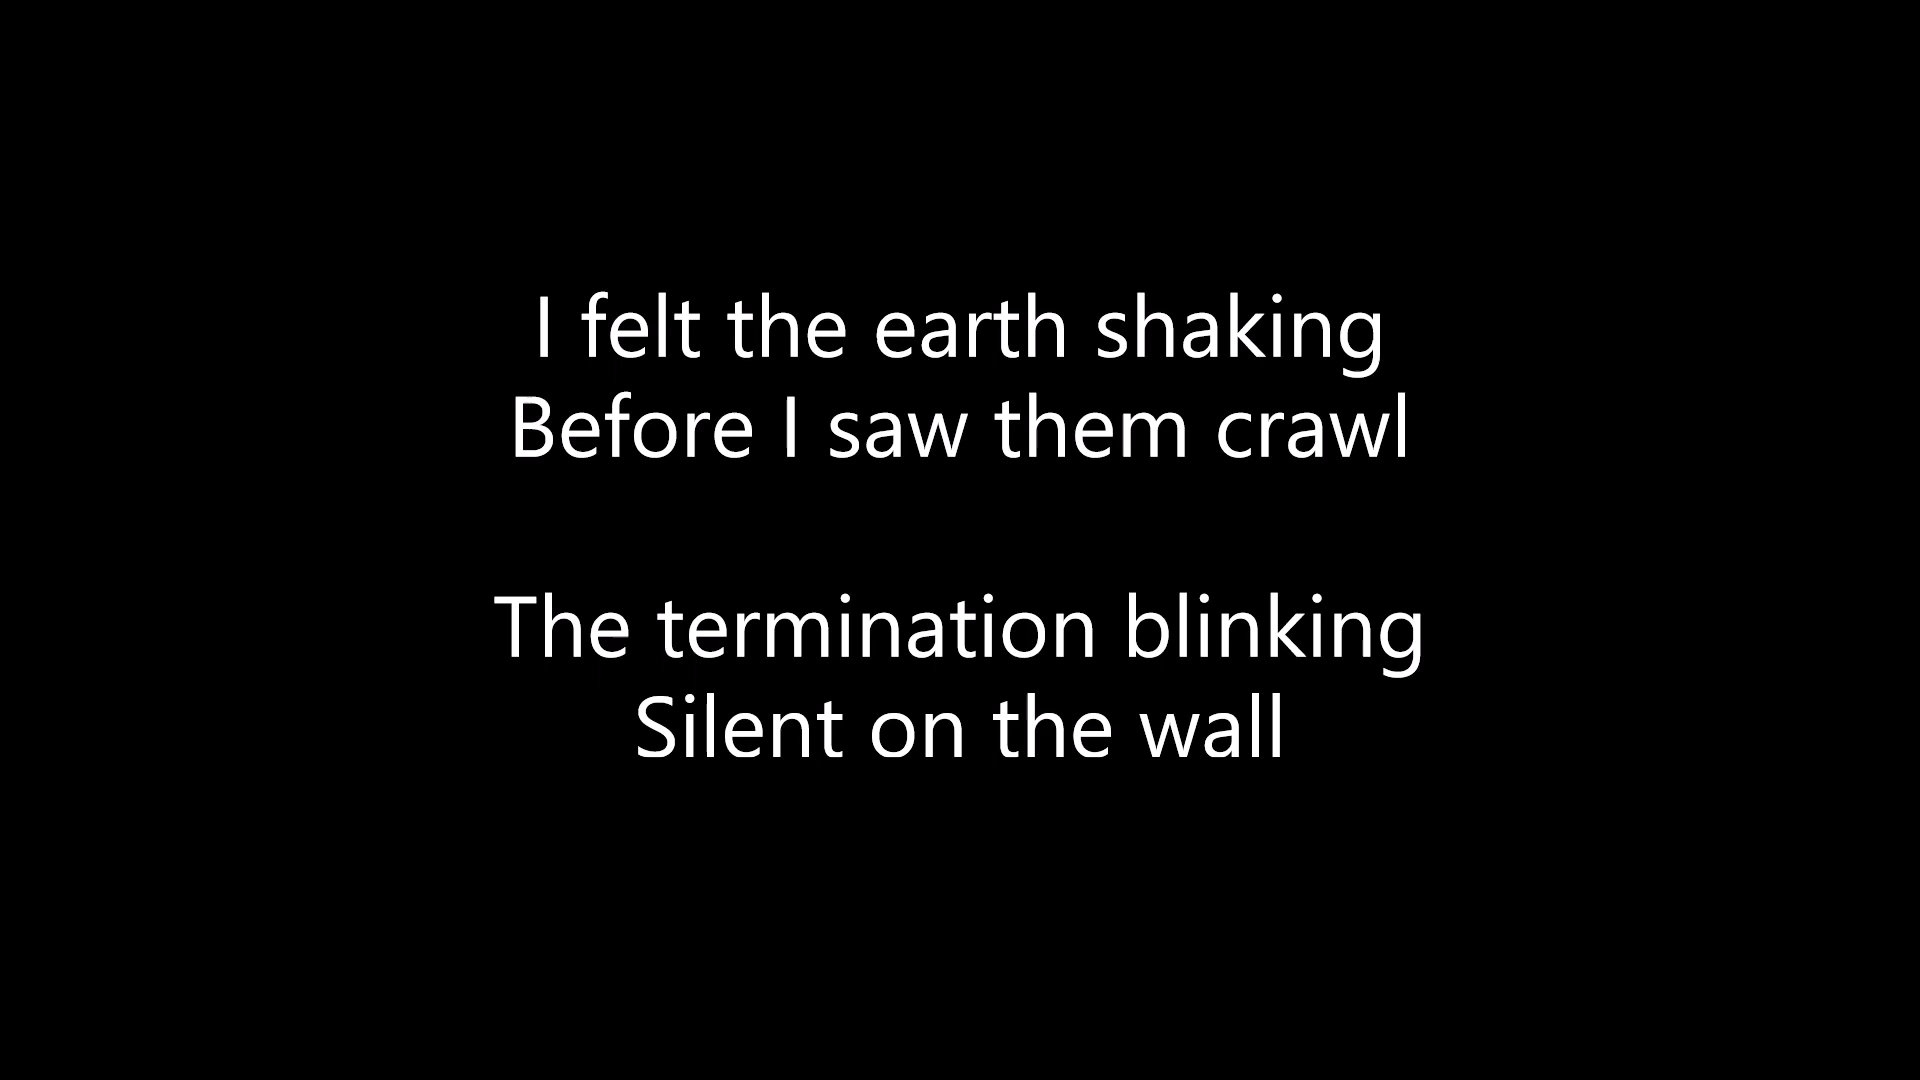 I felt the earth shaking
Before I saw them crawl
The termination blinking
Silent on the wall